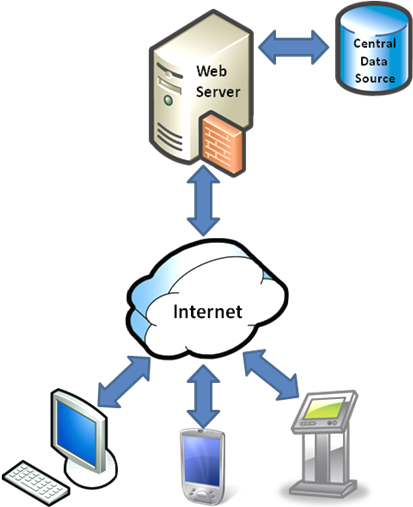 Web
Server
Central
Data
Source
Internet